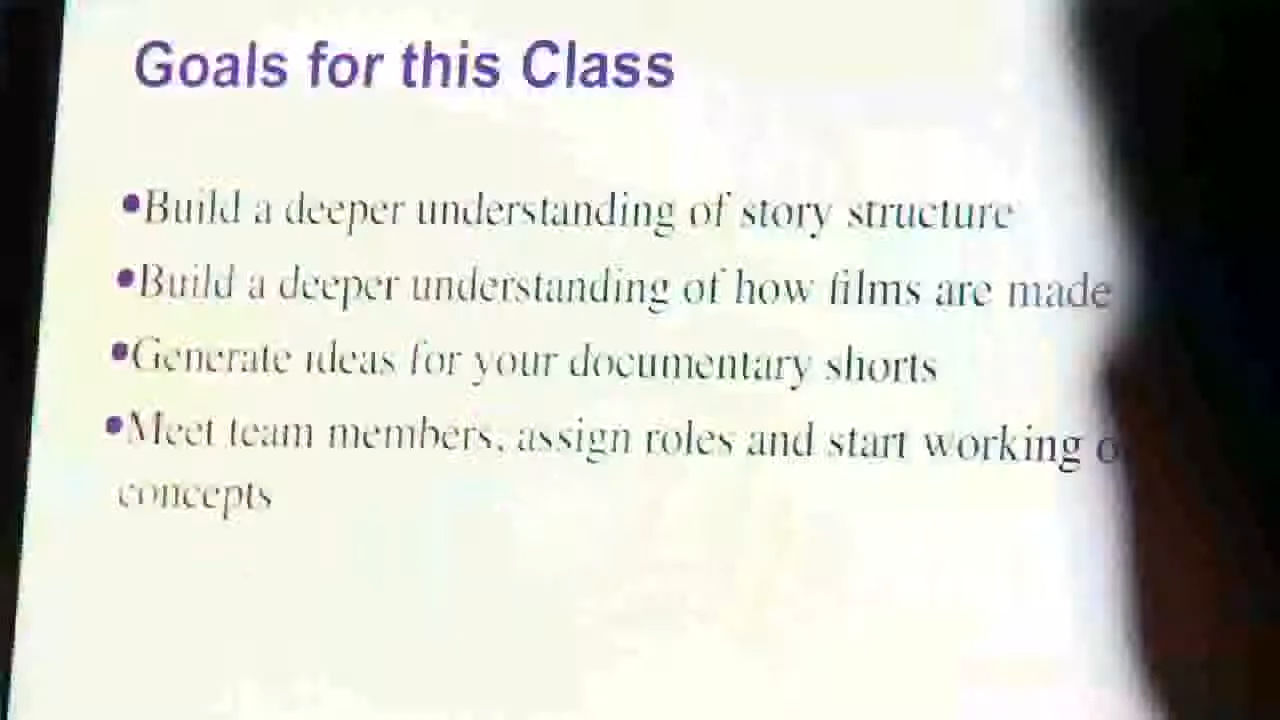 Goals for this Class
•Build a deeper understanding of story structure
•Build a deeper understanding of how films are made
•Generate ideas for your documentary shorts
•Meet team members, assign roles and start working
concepts